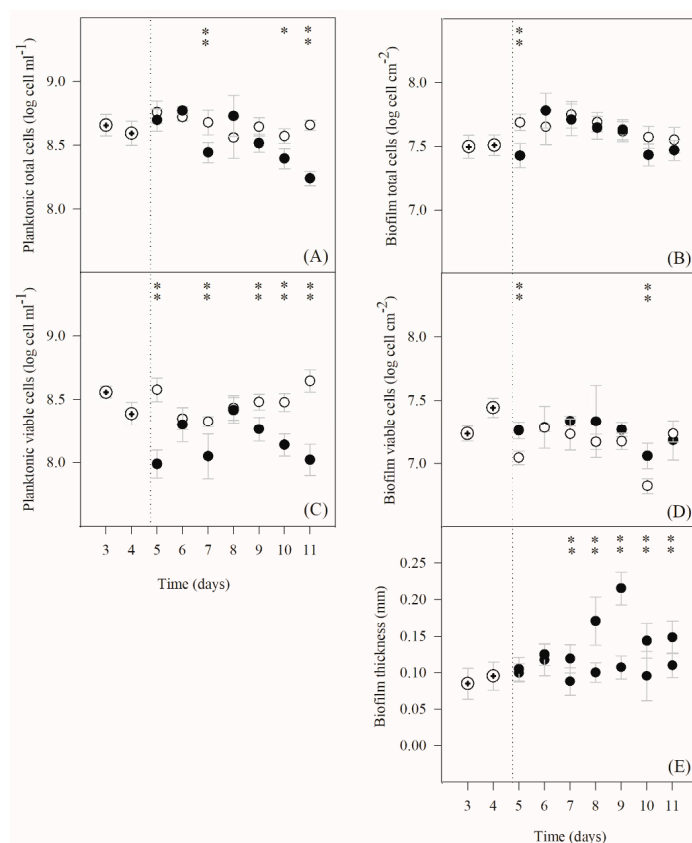 Planktonic total cells (log cell ml-1)
9.0
8.5
8.0
* *
*
* *
(A)
Biofilm total cells (log cell cm-2)
8.0
7.5
7.0
* *
(B)
Planktonic viable cells (log cell ml-1)
9.0
8.5
8.0
* *
* *
* *
* *
* *
(C)
3 4 5 6 7 8 9 10 11
Time (days)
Biofilm viable cells (log cell cm-2)
8.0
7.5
7.0
* *
* *
(D)
Biofilm thickness (mm)
0.25
0.20
0.15
0.10
0.05
0.00
* *
* *
* *
* *
* *
(E)
3 4 5 6 7 8 9 10 11
Time (days)